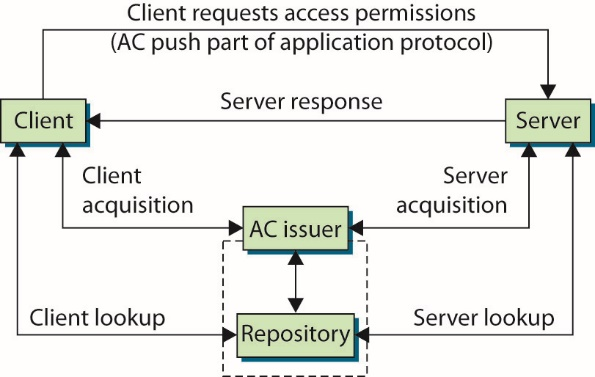 Client requests access permissions
(AC push part of application protocol)
Server response
Client
Server
Client
acquisition
Server
acquisition
AC issuer
Client lookup
Repository
Server lookup